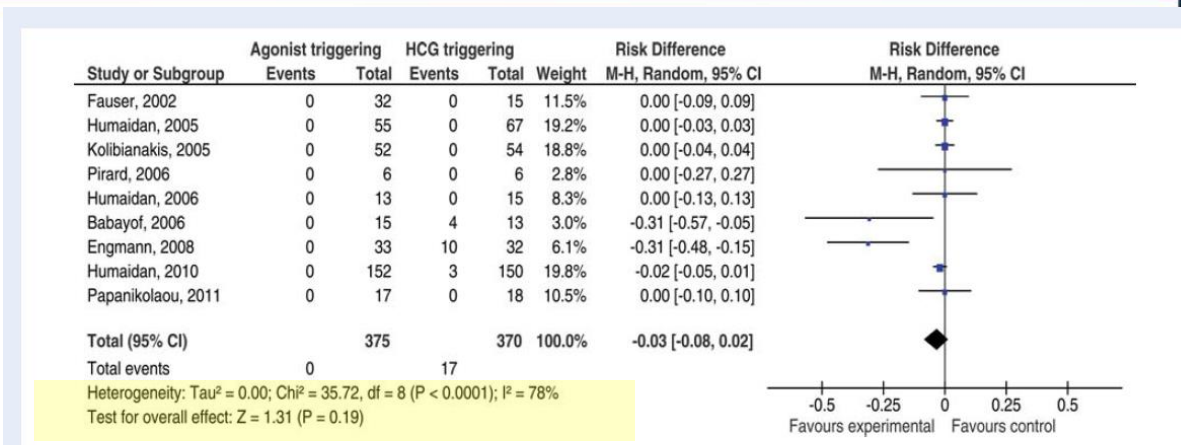 Agonist triggering HCG triggering Risk Difference Risk Difference
Study or Subgroup Events Total Events Total Weight M-H, Random, 95% CI M-H, Random, 95% CI
Fauser, 2002 0 32 0 15 11.5% 0.00 [-0.09, 0.09]
Humaidan, 2005 0 55 0 67 19.2% 0.00 [-0.03, 0.03]
Kolibianakis, 2005 0 52 0 54 18.8% 0.00 [-0.04, 0.04]
Pirard, 2006 0 6 0 6 2.8% 0.00 [-0.27, 0.27]
Humaidan, 2006 0 13 0 15 8.3% 0.00 [-0.13, 0.13]
Babayof, 2006 0 15 4 13 3.0% -0.31 [-0.57, -0.05]
Engmann, 2008 0 33 10 32 6.1% -0.31 [-0.48, -0.15]
Humaidan, 2010 0 152 3 150 19.8% -0.02 [-0.05, 0.01]
Papanikolaou, 2011 0 17 0 18 10.5% 0.00 [-0.10, 0.10]
Total (95% CI) 375 370 100.0% -0.03 [-0.08, 0.02]
Total events 0 17
Heterogeneity: Tau² = 0.00; Chi² = 35.72, df = 8 (P < 0.0001); I² = 78%
Test for overall effect: Z = 1.31 (P = 0.19)
-0.5 -0.25 0 0.25 0.5
Favours experimental Favours control